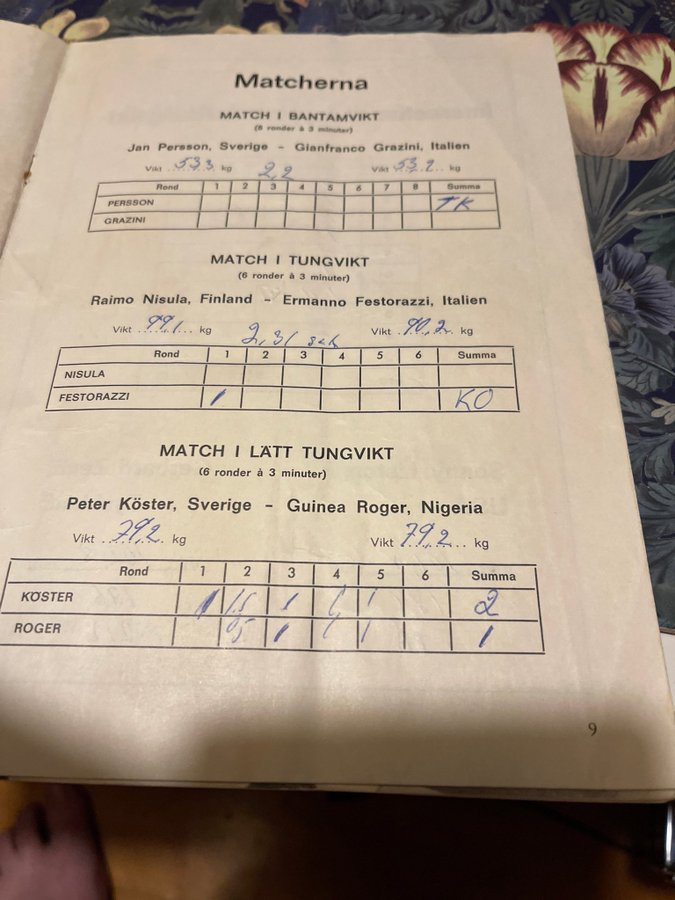 Matcherna
MATCH I BANTAMVIKT
(6 ronder à 3 minuter)
Jan Persson, Sverige – Gianfranco Grazini, Italien
Vikt 53,3 kg 2,2 Vikt 53,2 kg
Rond 1 2 3 4 5 6 7 8 Summa
PERSSON TK
GRAZINI
MATCH I TUNGVIKT
(6 ronder à 3 minuter)
Raimo Nisula, Finland – Ermanno Festorazzi, Italien
Vikt 99,1 kg 2,31 sek Vikt 90,2 kg
Rond 1 2 3 4 5 6 Summa
NISULA
FESTORAZZI 1 KO
MATCH I LÄTT TUNGVIKT
(6 ronder à 3 minuter)
Peter Köster, Sverige – Guinea Roger, Nigeria
Vikt 79,2 kg Vikt 79,2 kg
Rond 1 2 3 4 5 6 Summa
KÖSTER 1 1 1 2
ROGER 1 1 1
9